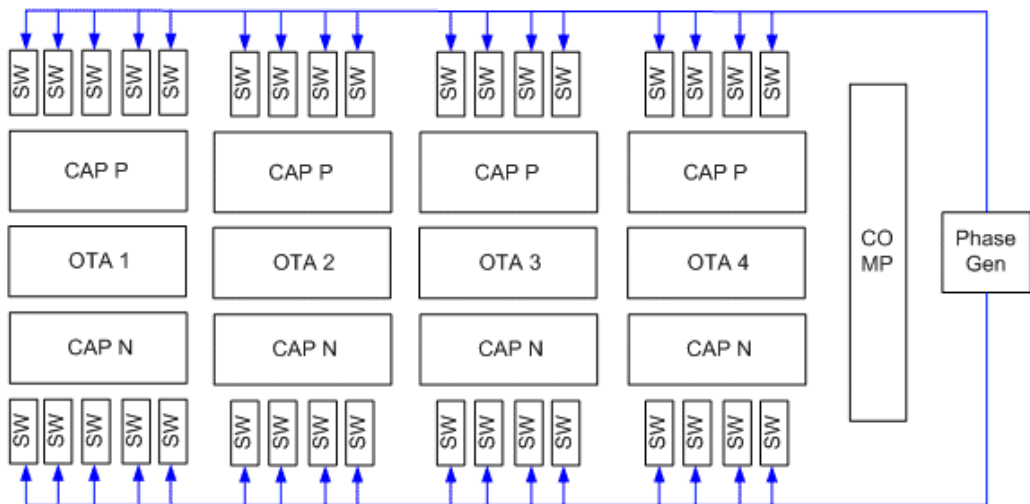 SW SW SW SW SW SW SW SW SW SW SW SW SW SW SW SW SW
CAP P CAP P CAP P CAP P
OTA 1 OTA 2 OTA 3 OTA 4
CO
MP
Phase
Gen
CAP N CAP N CAP N CAP N
SW SW SW SW SW SW SW SW SW SW SW SW SW SW SW SW SW